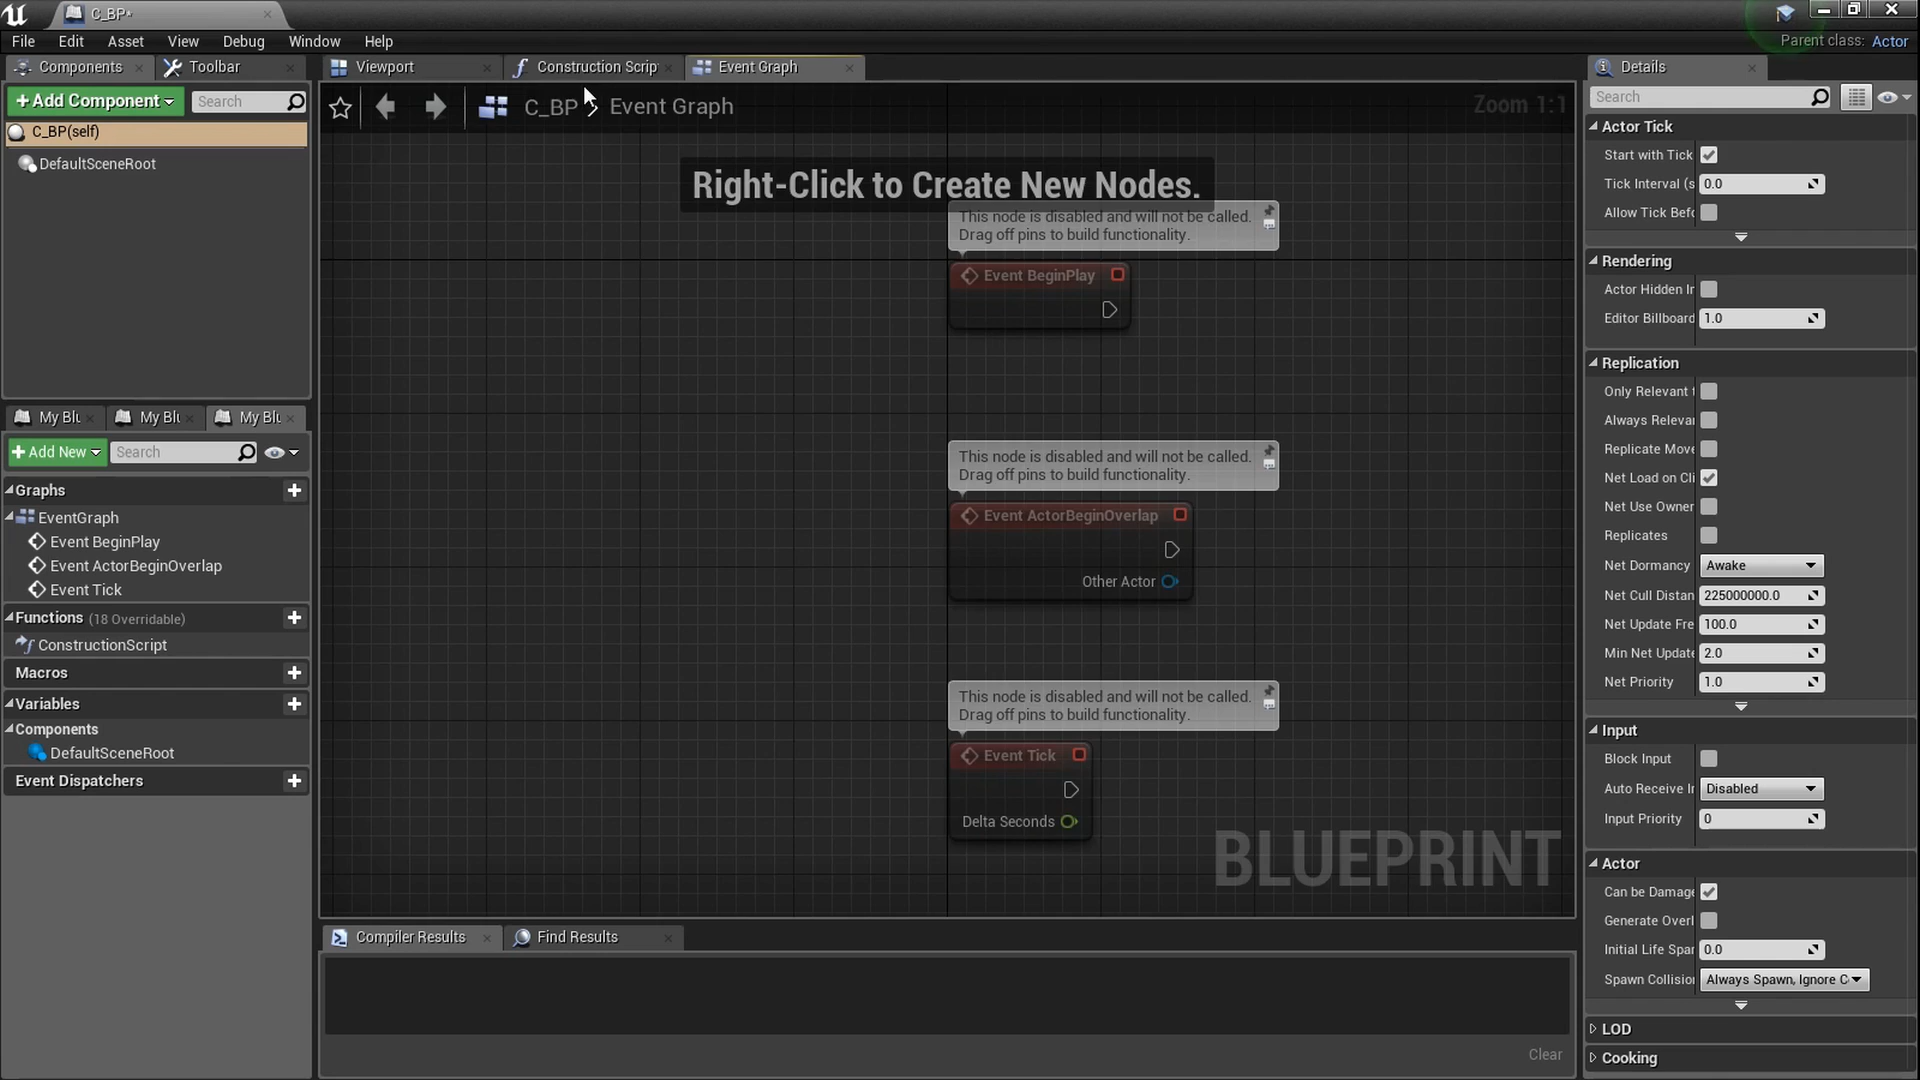 C_BP*
File Edit Asset View Debug Window Help
Parent class: Actor
Components
Toolbar
+Add Component
Search
C_BP(self)
DefaultSceneRoot
My Blu
My Blu
My Blu
+Add New
Search
Graphs
EventGraph
Event BeginPlay
Event ActorBeginOverlap
Event Tick
Functions (18 Overridable)
ConstructionScript
Macros
Variables
Components
DefaultSceneRoot
Event Dispatchers
Viewport
Construction Scrip
Event Graph
C_BP > Event Graph
Zoom 1:1
Right-Click to Create New Nodes.
This node is disabled and will not be called.
Drag off pins to build functionality.
Event BeginPlay
This node is disabled and will not be called.
Drag off pins to build functionality.
Event ActorBeginOverlap
Other Actor
This node is disabled and will not be called.
Drag off pins to build functionality.
Event Tick
Delta Seconds
BLUEPRINT
Compiler Results
Find Results
Clear
Details
Search
Actor Tick
Start with Tick
Tick Interval (s 0.0
Allow Tick Befo
Rendering
Actor Hidden In
Editor Billboard 1.0
Replication
Only Relevant t
Always Relevan
Replicate Move
Net Load on Cli
Net Use Owner
Replicates
Net Dormancy Awake
Net Cull Distan 225000000.0
Net Update Fre 100.0
Min Net Update 2.0
Net Priority 1.0
Input
Block Input
Auto Receive In Disabled
Input Priority 0
Actor
Can be Damage
Generate Overl
Initial Life Span 0.0
Spawn Collision Always Spawn, Ignore C
LOD
Cooking